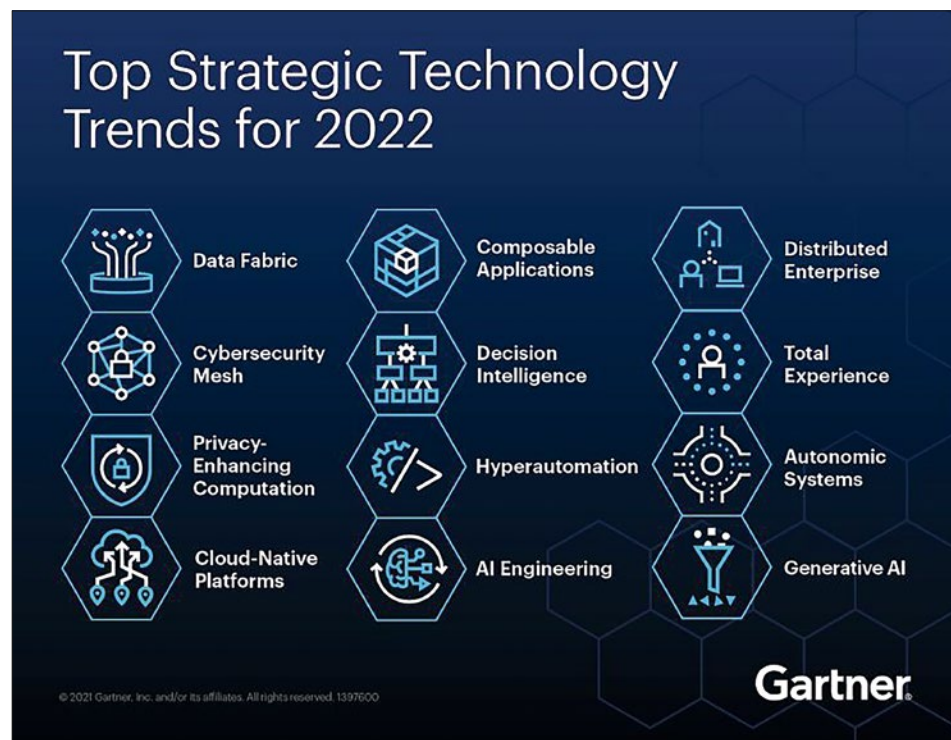 Top Strategic Technology
Trends for 2022
Data Fabric
Composable
Applications
Distributed
Enterprise
Cybersecurity
Mesh
Decision
Intelligence
Total
Experience
Privacy-
Enhancing
Computation
Hyperautomation
Autonomic
Systems
Cloud-Native
Platforms
AI Engineering
Generative AI
© 2021 Gartner, Inc. and/or its affiliates. All rights reserved. 1397600
Gartner®